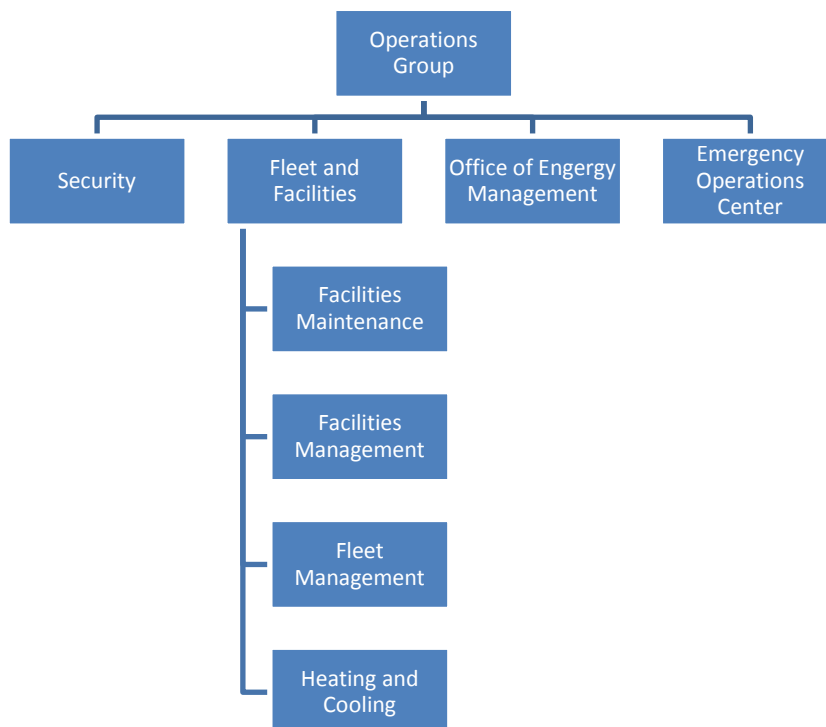 Operations
Group
Security
Fleet and
Facilities
Office of Engergy
Management
Emergency
Operations
Center
Facilities
Maintenance
Facilities
Management
Fleet
Management
Heating and
Cooling